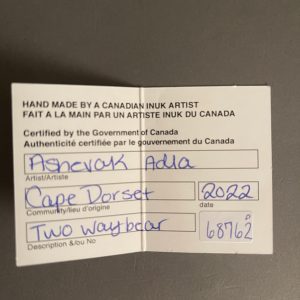 HAND MADE BY A CANADIAN INUK ARTIST
FAIT A LA MAIN PAR UN ARTISTE INUK DU CANADA
Certified by the Government of Canada
Authenticité certifiée par le gouvernement du Canada
Ashevak Adla
Artist/Artiste
Cape Dorset 2022
Community/lieu d'origine date
Two waybear 68762
Description &/ou No